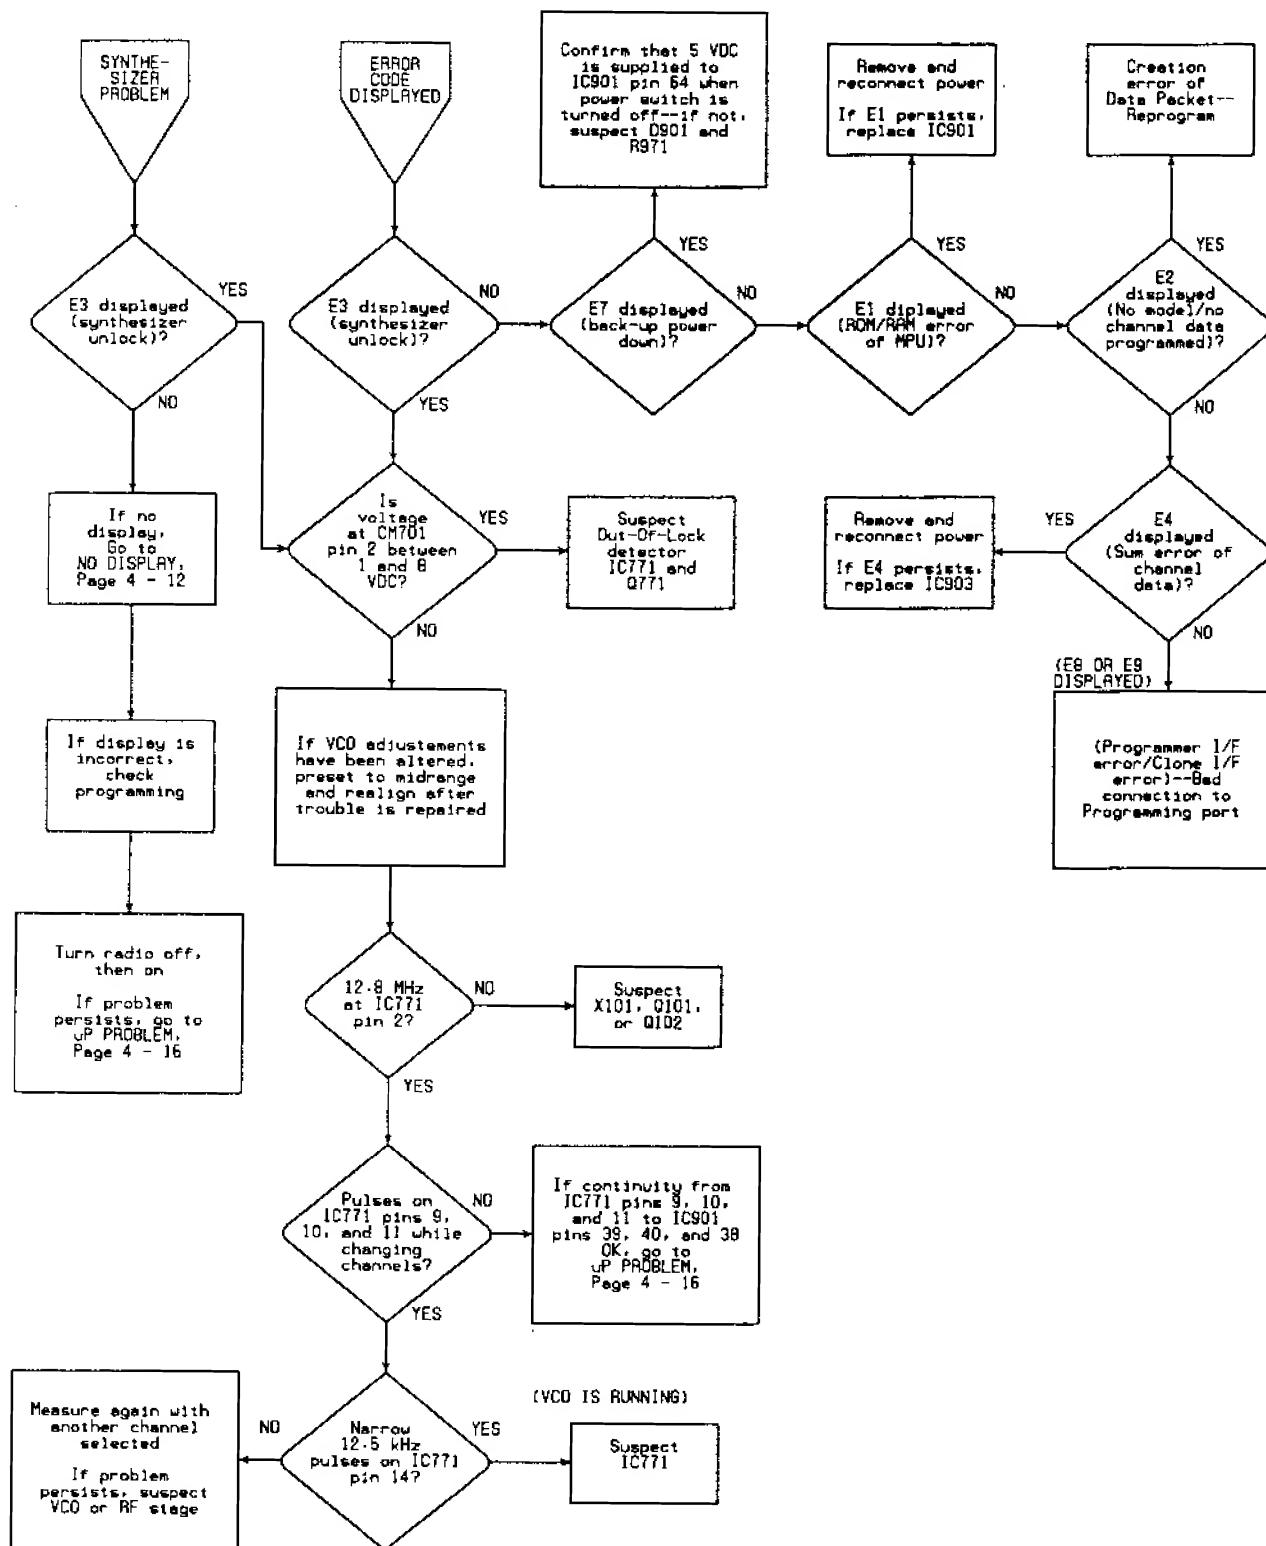 SYNTHE-
SIZER
PROBLEM
ERROR
CODE
DISPLAYED
Confirm that 5 VDC
is supplied to
IC901 pin 64 when
power switch is
turned off--if not,
suspect D901 and
R971
Remove and
reconnect power
If E1 persists,
replace IC901
Creation
error of
Data Packet--
Reprogram
E3 displayed
(synthesizer
unlock)?
YES
NO
E3 displayed
(synthesizer
unlock)?
NO
YES
E7 displayed
(back-up power
down)?
YES
NO
E1 diplayed
(ROM/RAM error
of MPU)?
YES
NO
E2
displayed
(No model/no
channel data
programmed)?
YES
NO
If no
display,
Go to
NO DISPLAY,
Page 4 - 12
Is
voltage
at CM701
pin 2 between
1 and 8
VDC?
YES
NO
Suspect
Out-Of-Lock
detector
IC771 and
Q771
Remove and
reconnect power
If E4 persists,
replace IC903
YES
E4
displayed
(Sum error of
channel
data)?
NO
(E8 OR E9
DISPLAYED)
If display is
incorrect,
check
programming
If VCO adjustements
have been altered,
preset to midrange
and realign after
trouble is repaired
(Programmer I/F
error/Clone I/F
error)--Bad
connection to
Programming port
Turn radio off,
then on
If problem
persists, go to
uP PROBLEM,
Page 4 - 16
12.8 MHz
at IC771
pin 2?
NO
YES
Suspect
X101, Q101,
or Q102
Pulses on
IC771 pins 9,
10, and 11 while
changing
channels?
NO
YES
If continuity from
IC771 pins 9, 10,
and 11 to IC901
pins 39, 40, and 38
OK, go to
uP PROBLEM,
Page 4 - 16
Measure again with
another channel
selected
If problem
persists, suspect
VCO or RF stage
NO
Narrow
12.5 kHz
pulses on IC771
pin 14?
YES
(VCO IS RUNNING)
Suspect
IC771